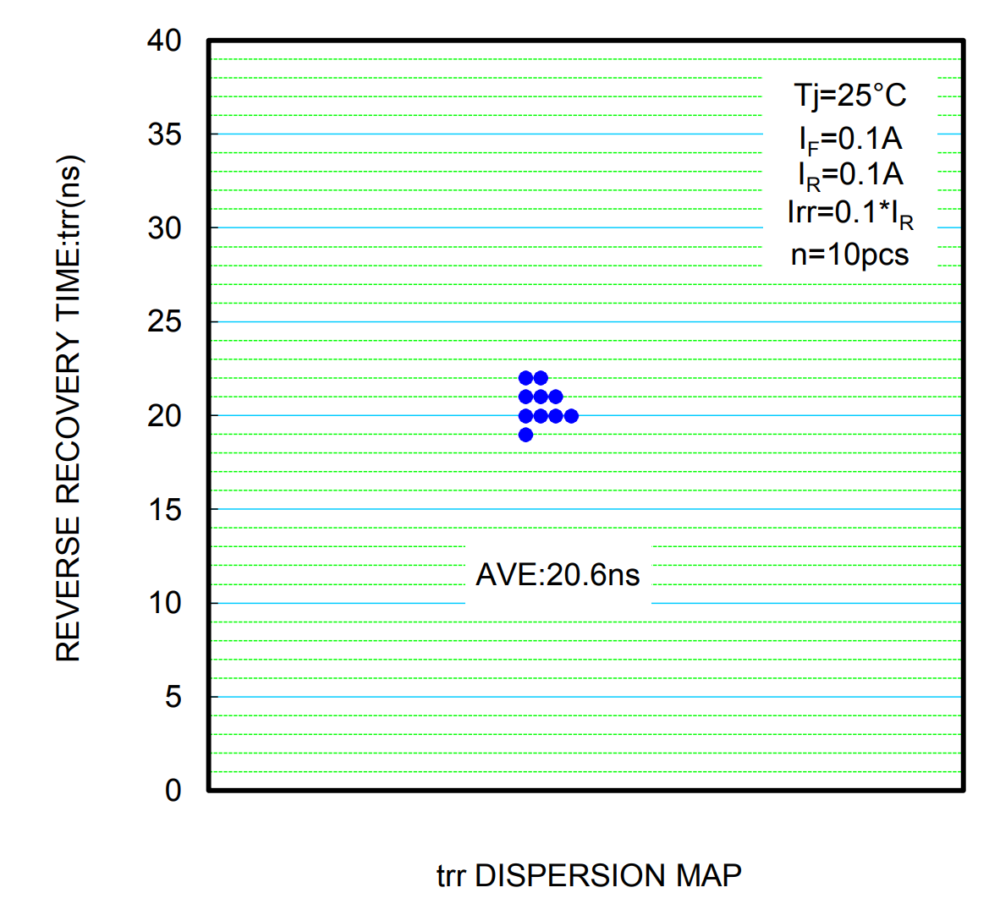 40
35
30
25
20
15
10
5
0
REVERSE RECOVERY TIME:trr(ns)
Tj=25°C
IF=0.1A
IR=0.1A
Irr=0.1*IR
n=10pcs
AVE:20.6ns
trr DISPERSION MAP